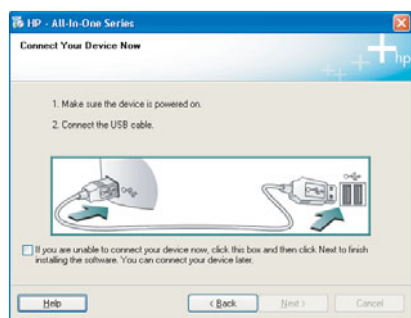 HP - All-In-One Series
Connect Your Device Now
hp
1. Make sure the device is powered on.
2. Connect the USB cable.
If you are unable to connect your device now, click this box and then click Next to finish
installing the software. You can connect your device later.
Help
< Back
Next >
Cancel